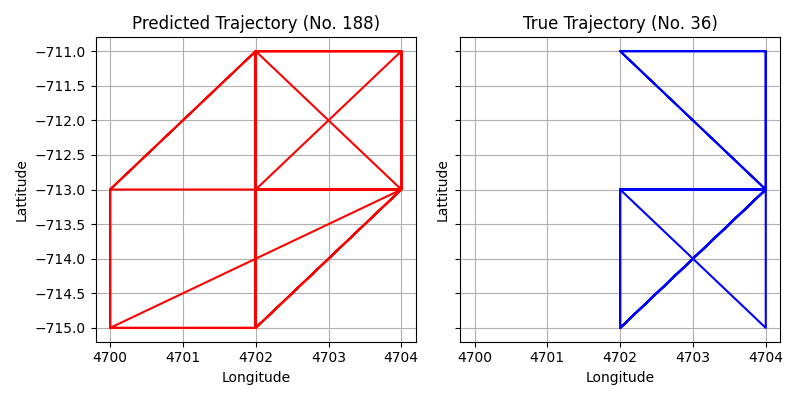 Predicted Trajectory (No. 188)
True Trajectory (No. 36)
−711.0
−711.5
−712.0
−712.5
−713.0
−713.5
−714.0
−714.5
−715.0
Lattitude
Lattitude
4700 4701 4702 4703 4704
4700 4701 4702 4703 4704
Longitude
Longitude